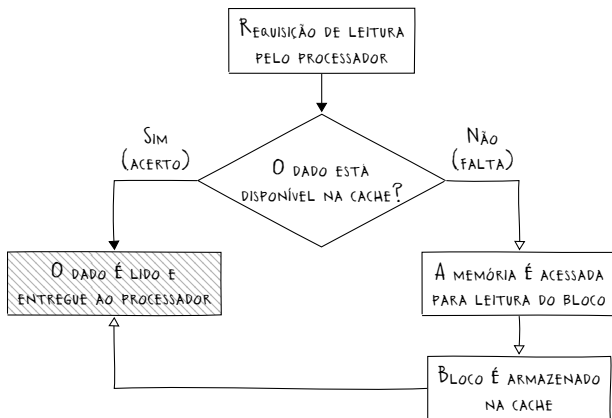 Requisição de leitura
pelo processador
Sim
(acerto)
Não
(falta)
O dado está
disponível na cache?
O dado é lido e
entregue ao processador
A memória é acessada
para leitura do bloco
Bloco é armazenado
na cache